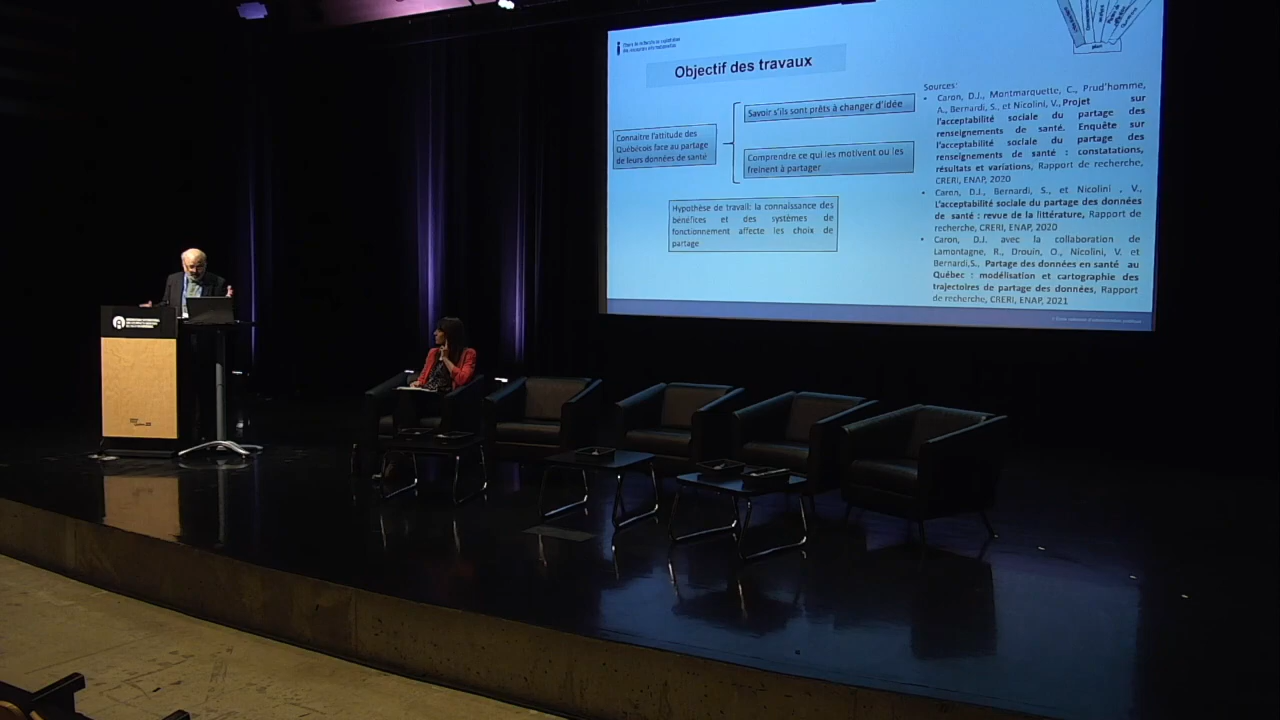 Objectif des travaux
Connaitre l'attitude des
Québécois face au partage
de leurs données de santé
Savoir s'ils sont prêts à changer d'idée
Comprendre ce qui les motivent ou les
freinent à partager
Hypothèse de travail: la connaissance des
bénéfices et des systèmes de
fonctionnement affecte les choix de
partage
Sources:
• Caron, D.J., Montmarquette, C., Prud'homme,
A., Bernardi, S., et Nicolini, V., Projet sur
l'acceptabilité sociale du partage des
renseignements de santé. Enquête sur
l'acceptabilité sociale du partage des
renseignements de santé : constatations,
résultats et variations, Rapport de recherche,
CRERI, ENAP, 2020
• Caron, D.J., Bernardi, S., et Nicolini , V.,
L'acceptabilité sociale du partage des données
de santé : revue de la littérature, Rapport de
recherche, CRERI, ENAP, 2020
• Caron, D.J. avec la collaboration de
Lamontagne, R., Drouin, O., Nicolini, V. et
Bernardi,S., Partage des données en santé au
Québec : modélisation et cartographie des
trajectoires de partage des données, Rapport
de recherche, CRERI, ENAP, 2021